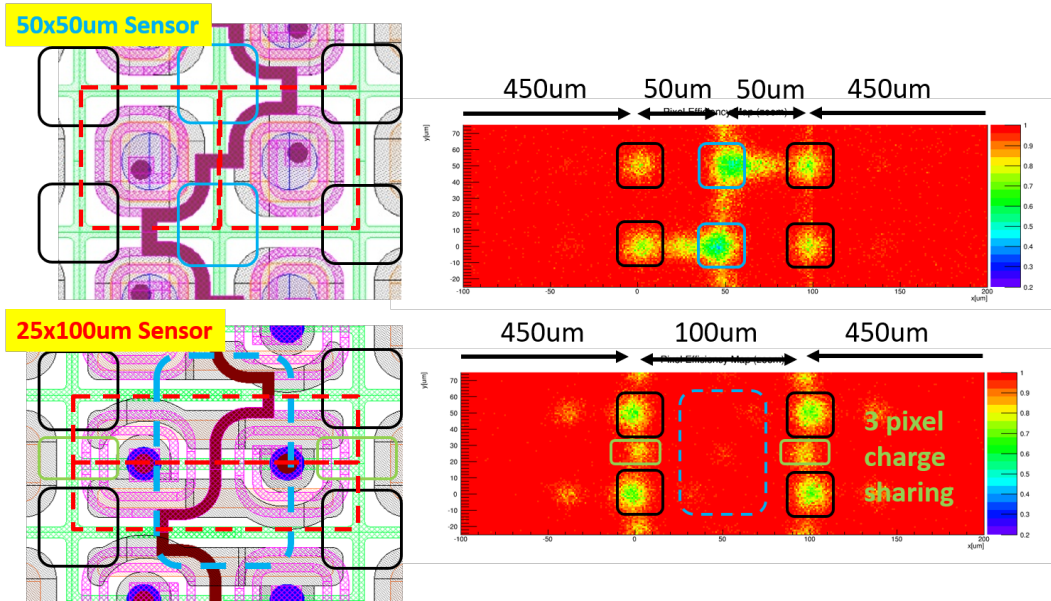 50x50um Sensor
450um 50um 50um 450um
Pixel Efficiency Map (zoom)
y[um]
70
60
50
40
30
20
10
0
-10
-20
-100 -50 0 50 100 150 200
x[um]
1
0.9
0.8
0.7
0.6
0.5
0.4
0.3
0.2
25x100um Sensor
450um 100um 450um
Pixel Efficiency Map (zoom)
y[um]
70
60
50
40
30
20
10
0
-10
-20
-100 -50 0 50 100 150 200
x[um]
1
0.9
0.8
0.7
0.6
0.5
0.4
0.3
0.2
3 pixel
charge
sharing